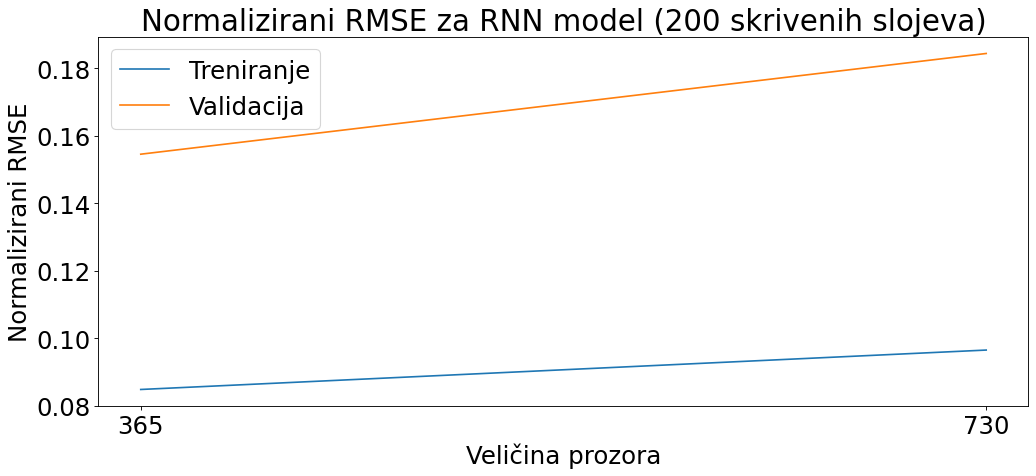 Normalizirani RMSE za RNN model (200 skrivenih slojeva)
Treniranje
Validacija
Normalizirani RMSE
0.18
0.16
0.14
0.12
0.10
0.08
365
730
Veličina prozora